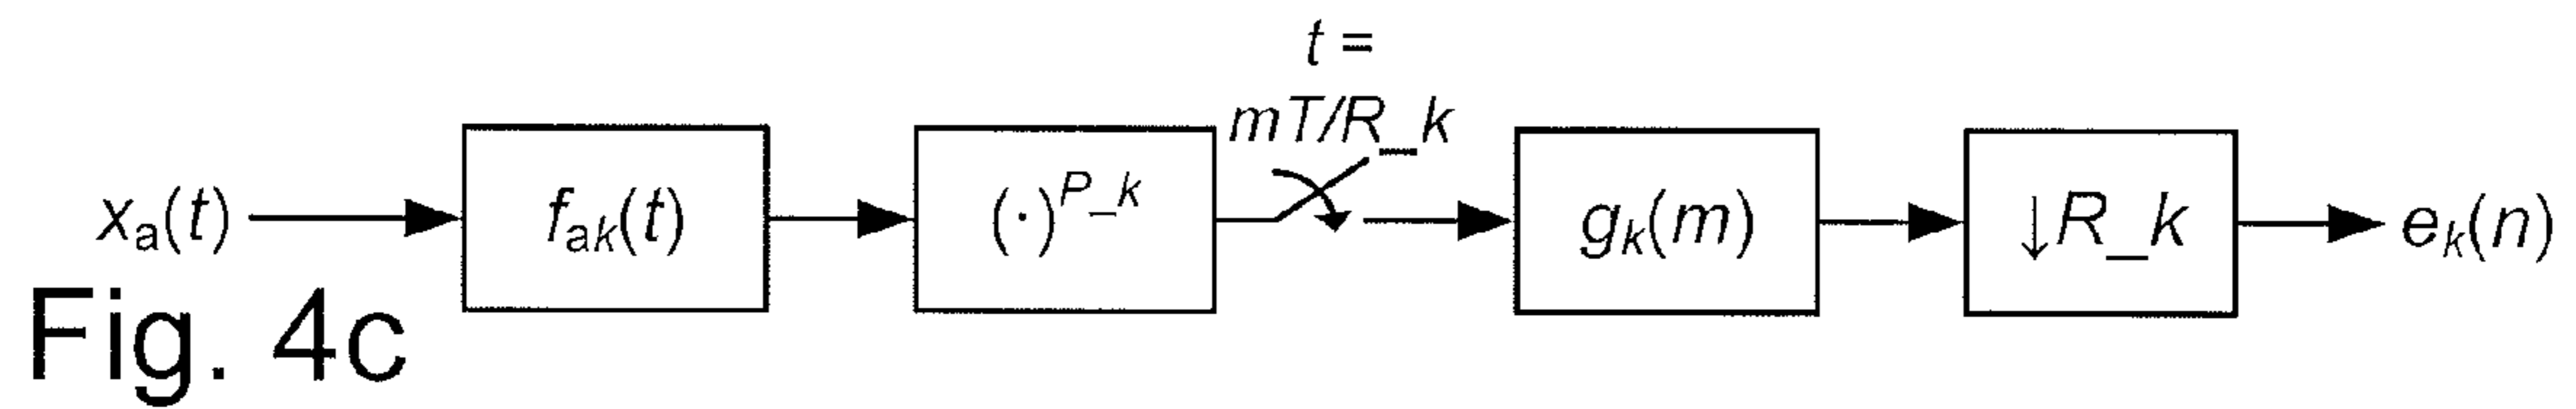 t =
mT/R_k
xa(t)
fak(t)
(·)^P_k
gk(m)
↓R_k
ek(n)
Fig. 4c